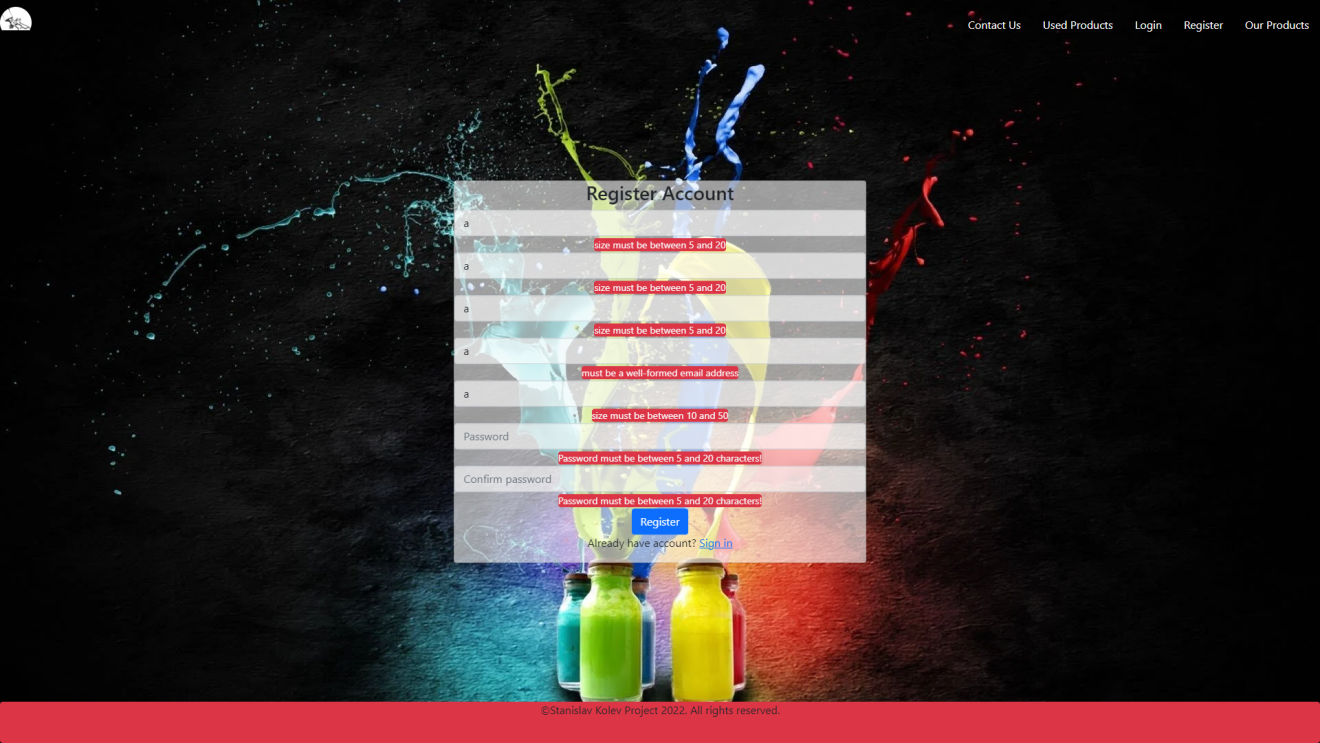 Contact Us Used Products Login Register Our Products
Register Account
a
size must be between 5 and 20
a
size must be between 5 and 20
a
size must be between 5 and 20
a
must be a well-formed email address
a
size must be between 10 and 50
Password
Password must be between 5 and 20 characters!
Confirm password
Password must be between 5 and 20 characters!
Register
Already have account? Sign in
©Stanislav Kolev Project 2022. All rights reserved.